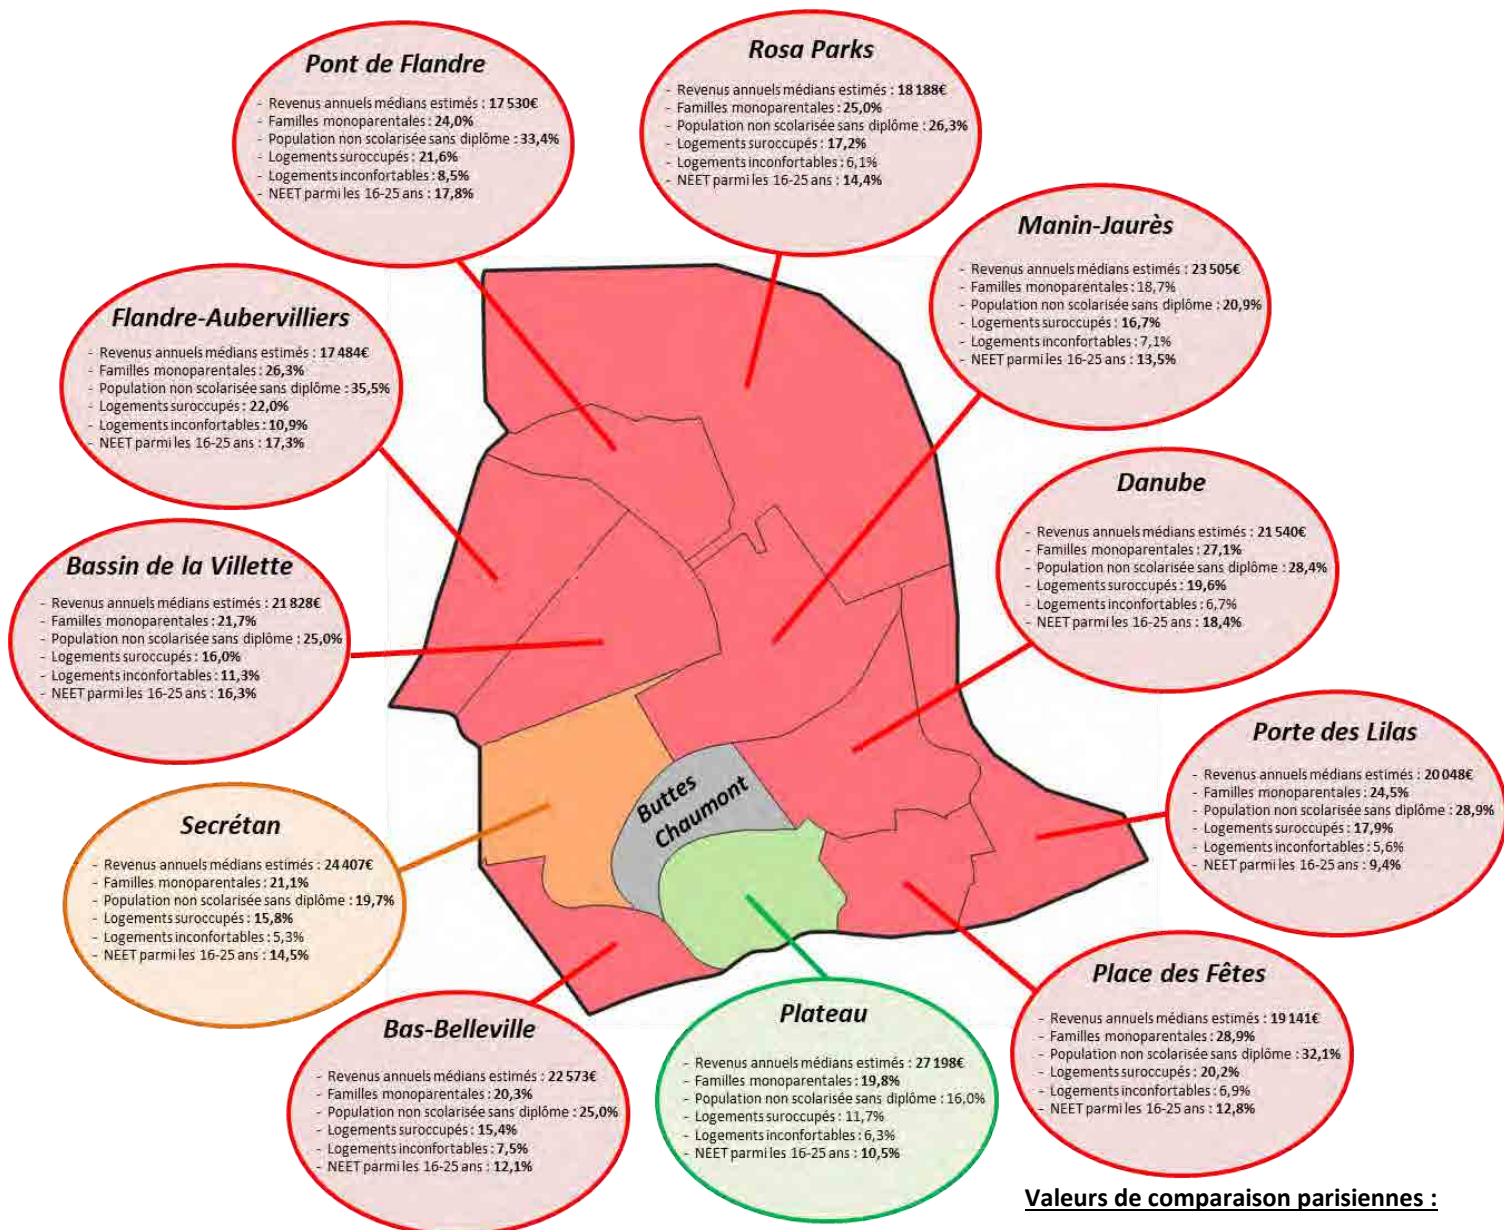 Pont de Flandre
- Revenus annuels médians estimés : 17 530€
- Familles monoparentales : 24,0%
- Population non scolarisée sans diplôme : 33,4%
- Logements suroccupés : 21,6%
- Logements inconfortables : 8,5%
- NEET parmi les 16-25 ans : 17,8%
Rosa Parks
- Revenus annuels médians estimés : 18 188€
- Familles monoparentales : 25,0%
- Population non scolarisée sans diplôme : 26,3%
- Logements suroccupés : 17,2%
- Logements inconfortables : 6,1%
- NEET parmi les 16-25 ans : 14,4%
Manin-Jaurès
- Revenus annuels médians estimés : 23 505€
- Familles monoparentales : 18,7%
- Population non scolarisée sans diplôme : 20,9%
- Logements suroccupés : 16,7%
- Logements inconfortables : 7,1%
- NEET parmi les 16-25 ans : 13,5%
Flandre-Aubervilliers
- Revenus annuels médians estimés : 17 484€
- Familles monoparentales : 26,3%
- Population non scolarisée sans diplôme : 35,5%
- Logements suroccupés : 22,0%
- Logements inconfortables : 10,9%
- NEET parmi les 16-25 ans : 17,3%
Danube
- Revenus annuels médians estimés : 21 540€
- Familles monoparentales : 27,1%
- Population non scolarisée sans diplôme : 28,4%
- Logements suroccupés : 19,6%
- Logements inconfortables : 6,7%
- NEET parmi les 16-25 ans : 18,4%
Bassin de la Villette
- Revenus annuels médians estimés : 21 828€
- Familles monoparentales : 21,7%
- Population non scolarisée sans diplôme : 25,0%
- Logements suroccupés : 16,0%
- Logements inconfortables : 11,3%
- NEET parmi les 16-25 ans : 16,3%
Porte des Lilas
- Revenus annuels médians estimés : 20 048€
- Familles monoparentales : 24,5%
- Population non scolarisée sans diplôme : 28,9%
- Logements suroccupés : 17,9%
- Logements inconfortables : 5,6%
- NEET parmi les 16-25 ans : 9,4%
Buttes
Chaumont
Secrétan
- Revenus annuels médians estimés : 24 407€
- Familles monoparentales : 21,1%
- Population non scolarisée sans diplôme : 19,7%
- Logements suroccupés : 15,8%
- Logements inconfortables : 5,3%
- NEET parmi les 16-25 ans : 14,5%
Place des Fêtes
- Revenus annuels médians estimés : 19 141€
- Familles monoparentales : 28,9%
- Population non scolarisée sans diplôme : 32,1%
- Logements suroccupés : 20,2%
- Logements inconfortables : 6,9%
- NEET parmi les 16-25 ans : 12,8%
Bas-Belleville
- Revenus annuels médians estimés : 22 573€
- Familles monoparentales : 20,3%
- Population non scolarisée sans diplôme : 25,0%
- Logements suroccupés : 15,4%
- Logements inconfortables : 7,5%
- NEET parmi les 16-25 ans : 12,1%
Plateau
- Revenus annuels médians estimés : 27 198€
- Familles monoparentales : 19,8%
- Population non scolarisée sans diplôme : 16,0%
- Logements suroccupés : 11,7%
- Logements inconfortables : 6,3%
- NEET parmi les 16-25 ans : 10,5%
Valeurs de comparaison parisiennes :